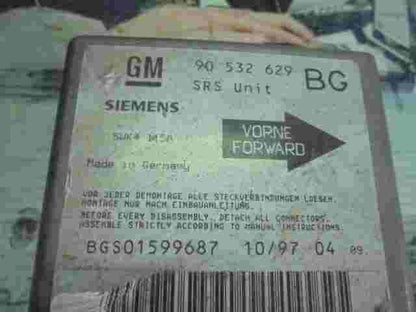 GM 90 532 629 BG
SRS Unit
SIEMENS
VORNE
FORWARD
Made in Germany
VOR JEDER DEMONTAGE ALLE STECKVERBINDUNGEN LOESEN.
MONTAGE NUR NACH EINBAUANLEITUNG.
BEFORE EVERY DISASSEMBLY, DETACH ALL CONNECTORS.
ASSEMBLE STRICTLY ACCORDING TO MANUAL INSTRUCTIONS.
BGS01599687 10/97 04 09